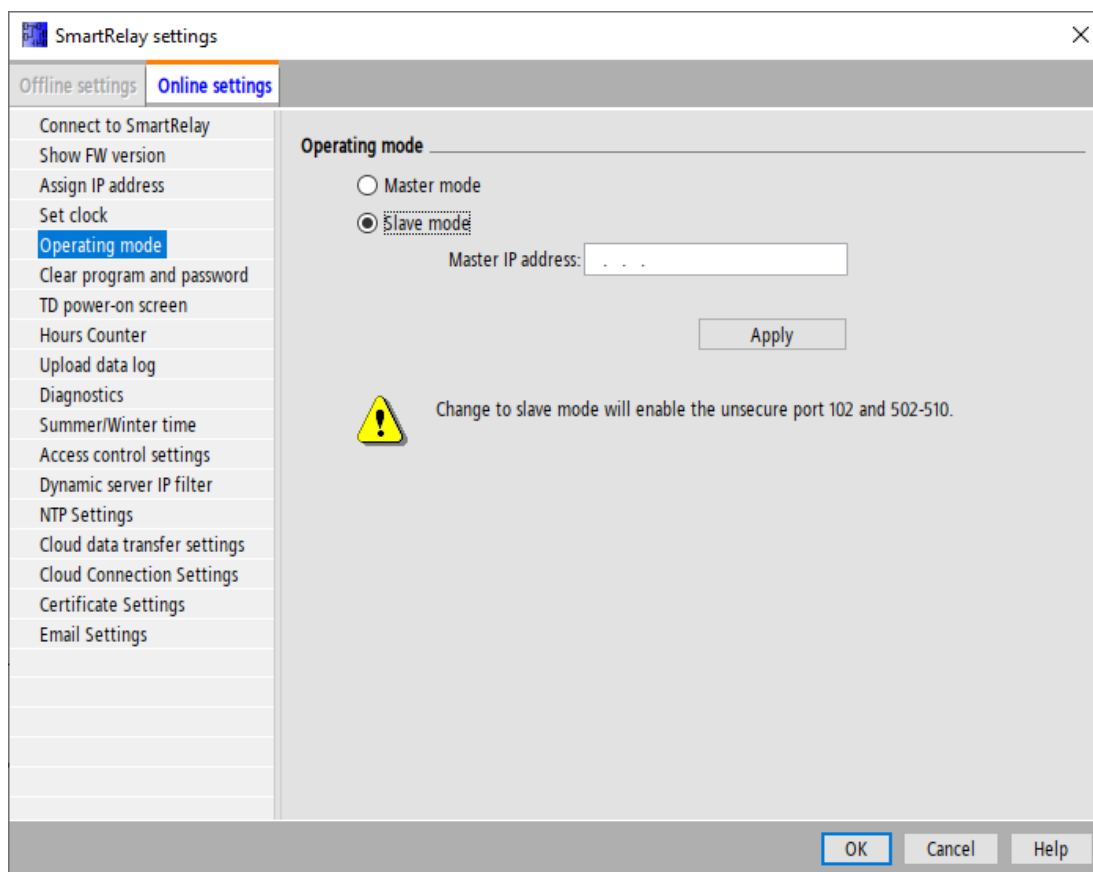 SmartRelay settings
Offline settings
Online settings
Connect to SmartRelay
Show FW version
Assign IP address
Set clock
Operating mode
Clear program and password
TD power-on screen
Hours Counter
Upload data log
Diagnostics
Summer/Winter time
Access control settings
Dynamic server IP filter
NTP Settings
Cloud data transfer settings
Cloud Connection Settings
Certificate Settings
Email Settings
Operating mode
Master mode
Slave mode
Master IP address: . . .
Apply
Change to slave mode will enable the unsecure port 102 and 502-510.
OK
Cancel
Help